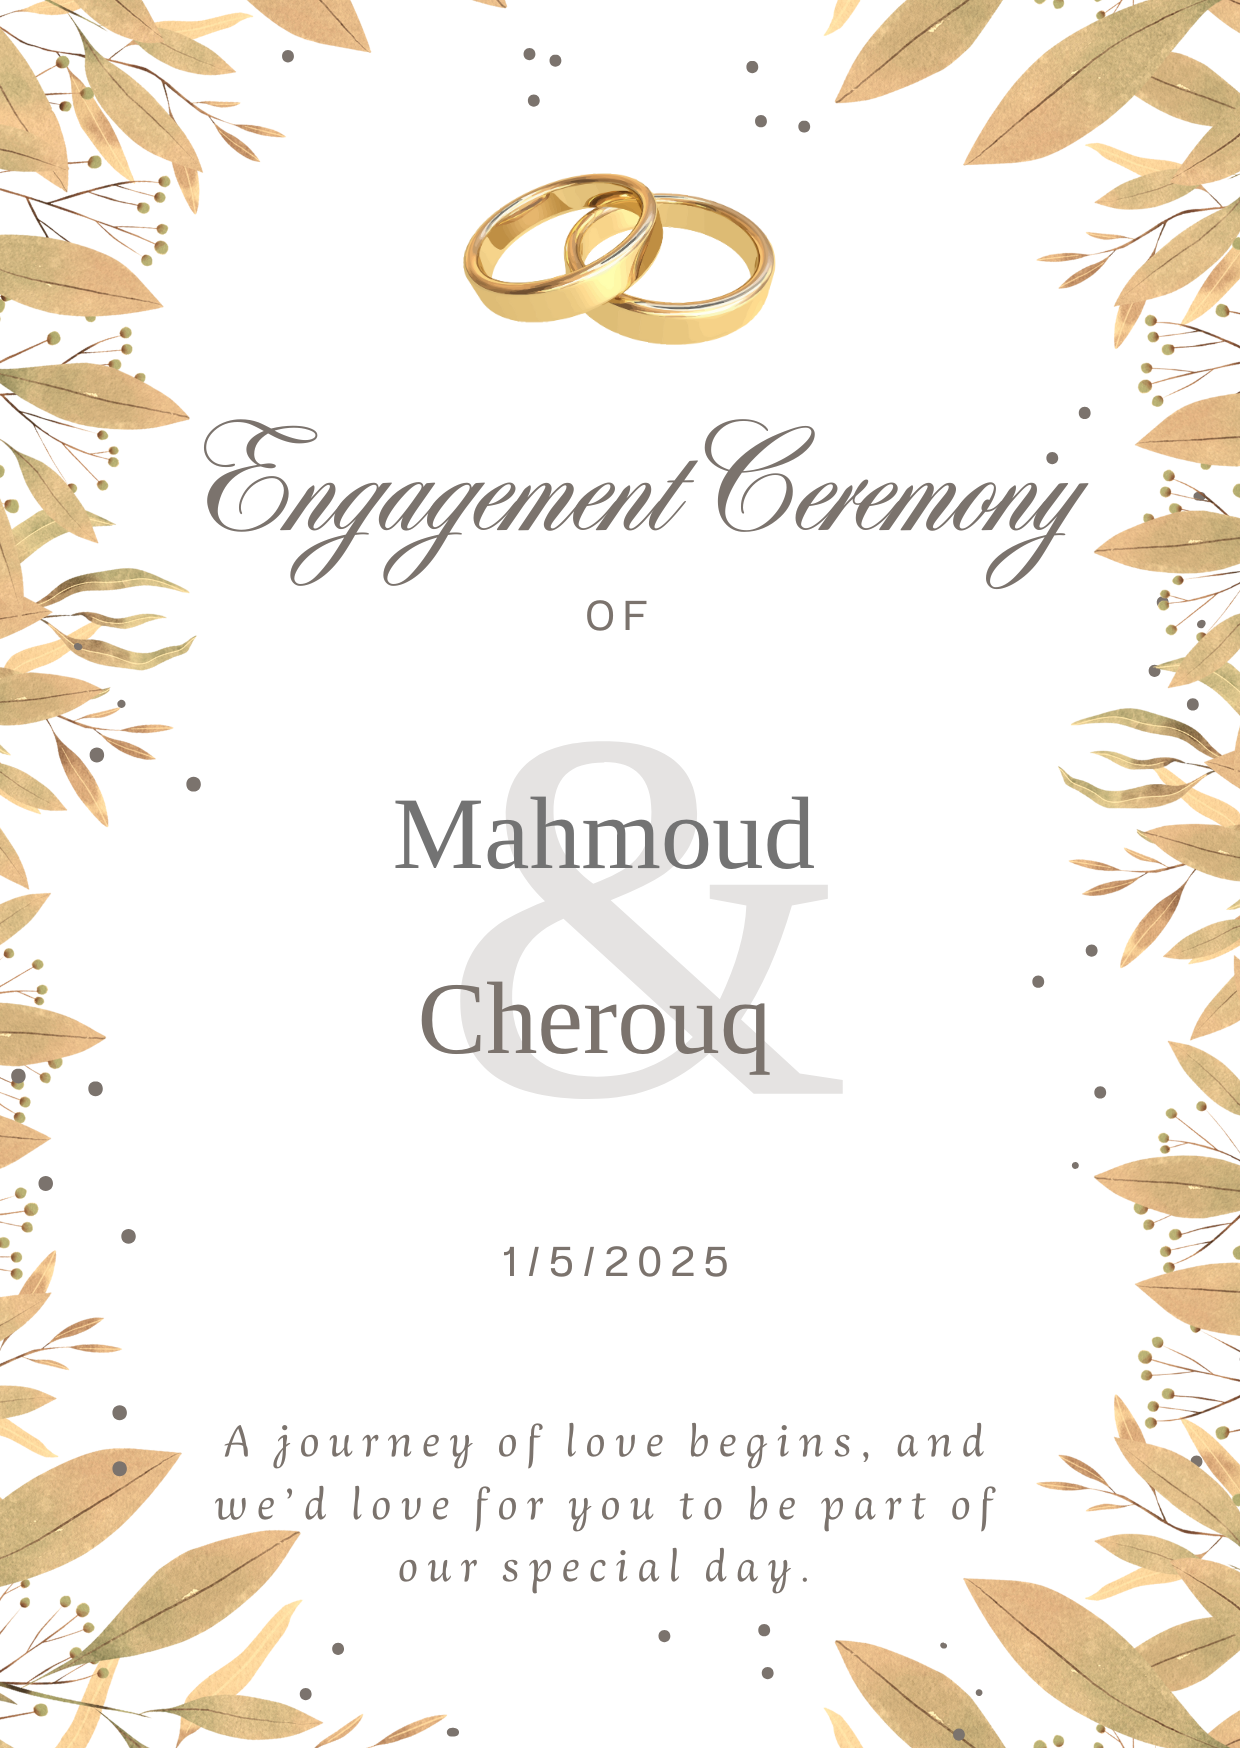 Engagement Ceremony
OF
&
Mahmoud
Cherouq
1/5/2025
A journey of love begins, and
we’d love for you to be part of
our special day.